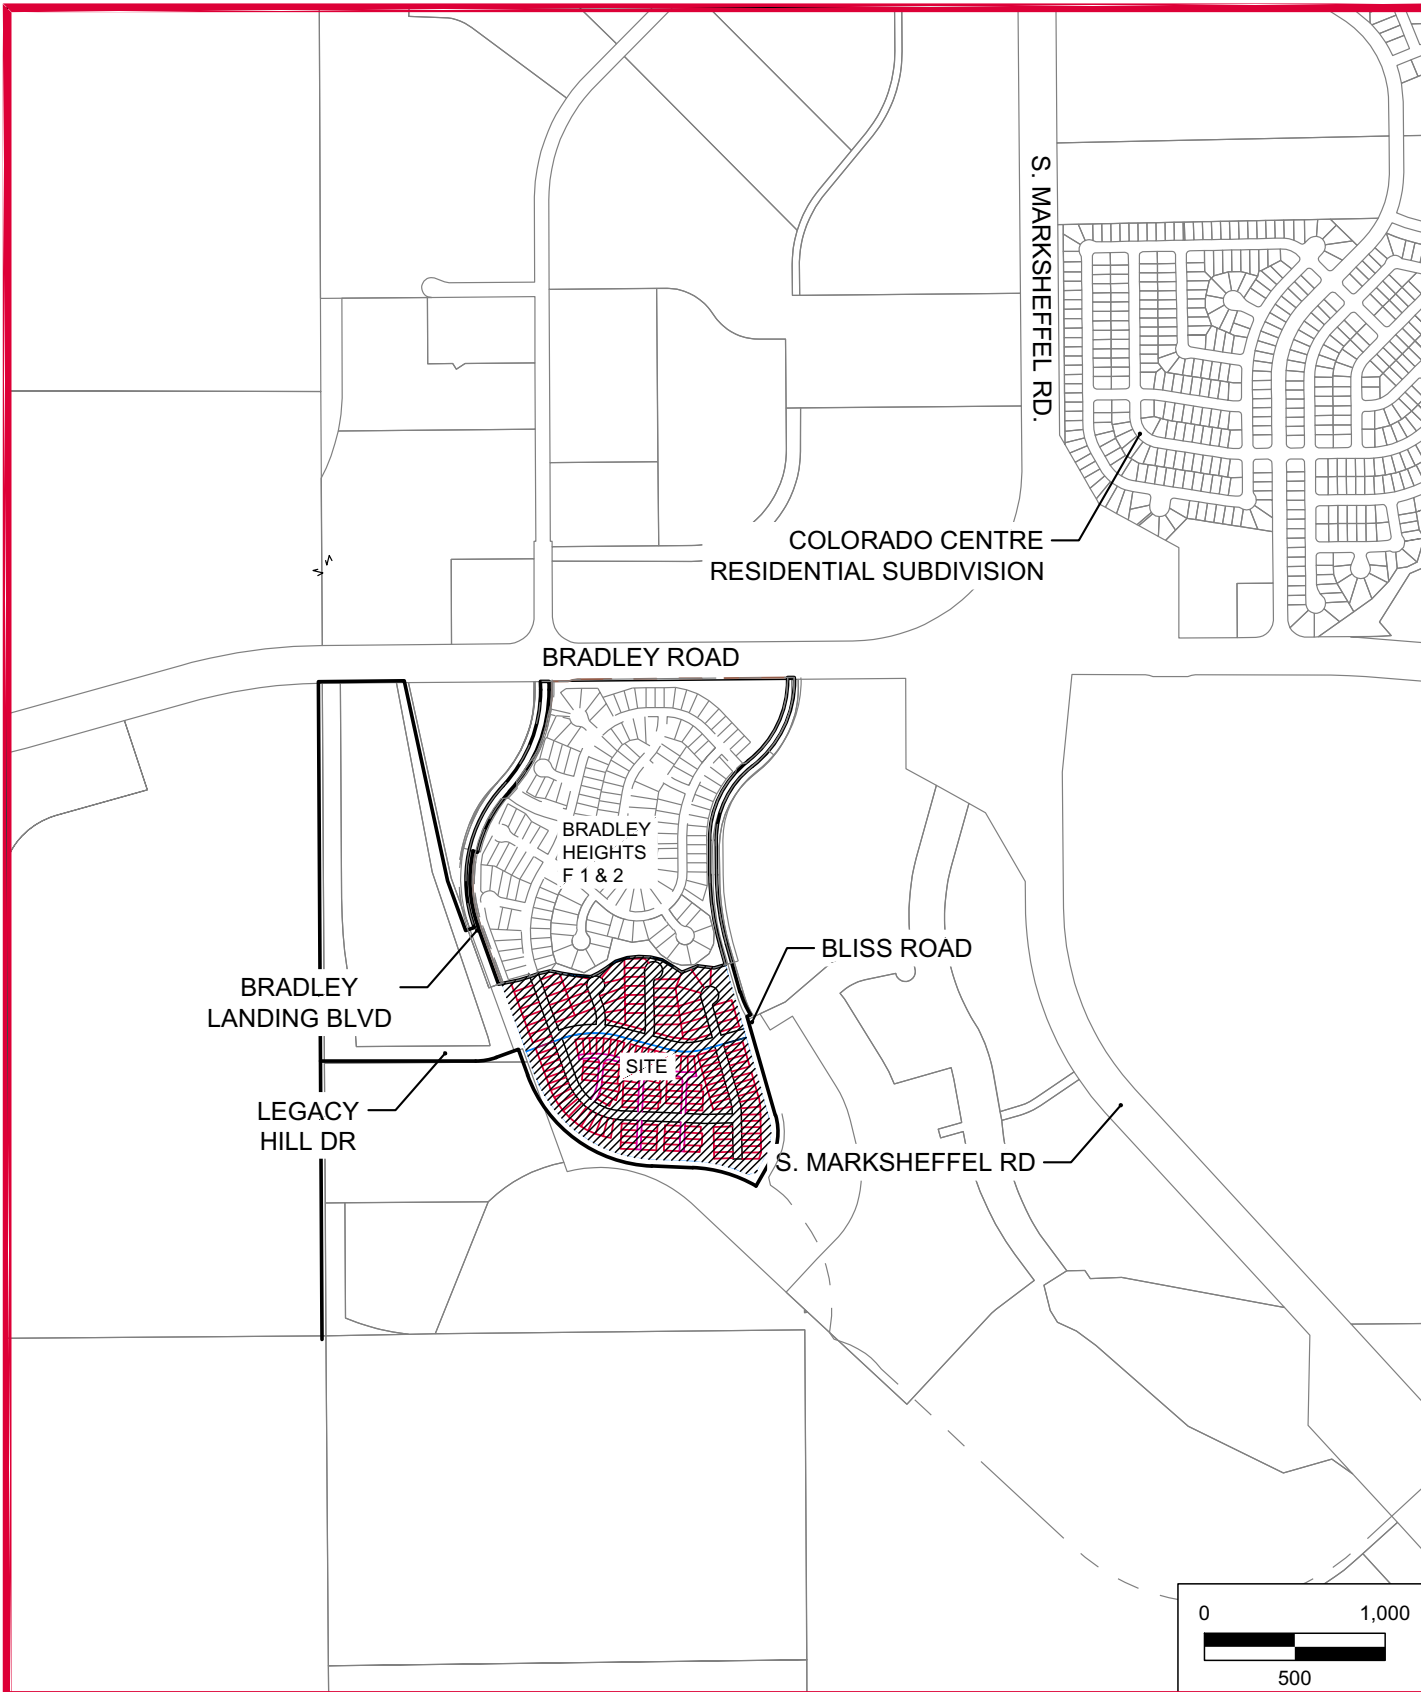 S. MARKSHEFFEL RD.
COLORADO CENTRE
RESIDENTIAL SUBDIVISION
BRADLEY ROAD
BRADLEY
HEIGHTS
F 1 & 2
BLISS ROAD
BRADLEY
LANDING BLVD
SITE
LEGACY
HILL DR
S. MARKSHEFFEL RD
0 1,000
500